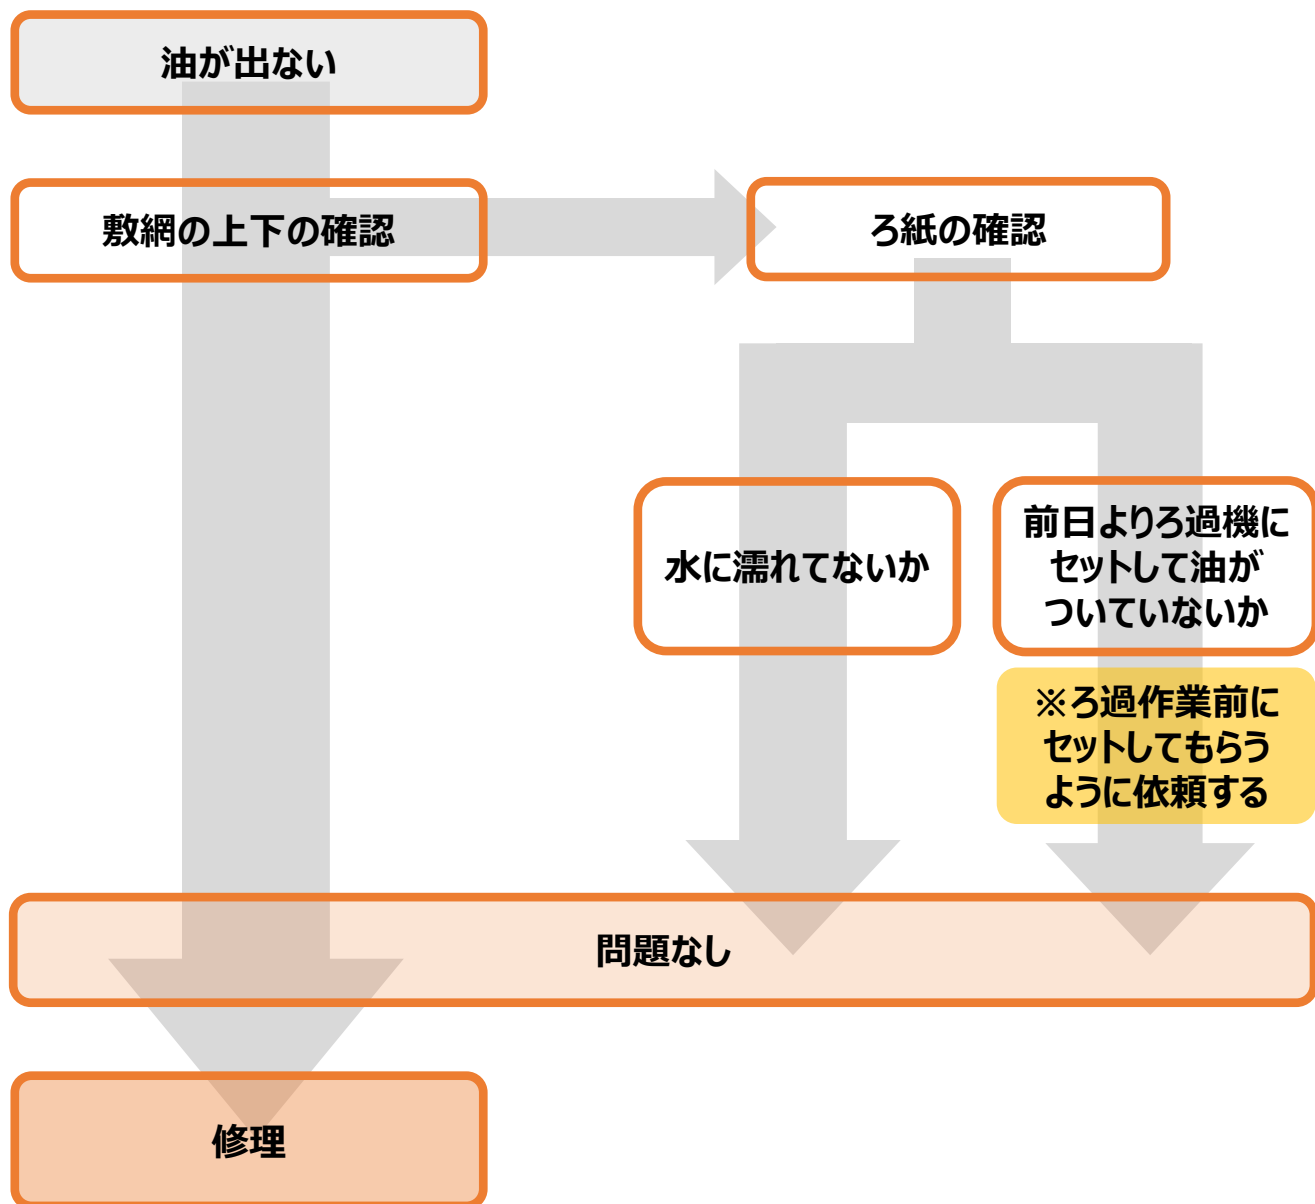 油が出ない
敷網の上下の確認
ろ紙の確認
水に濡れてないか
前日よりろ過機に
セットして油が
ついていないか
※ろ過作業前に
セットしてもらう
ように依頼する
問題なし
修理